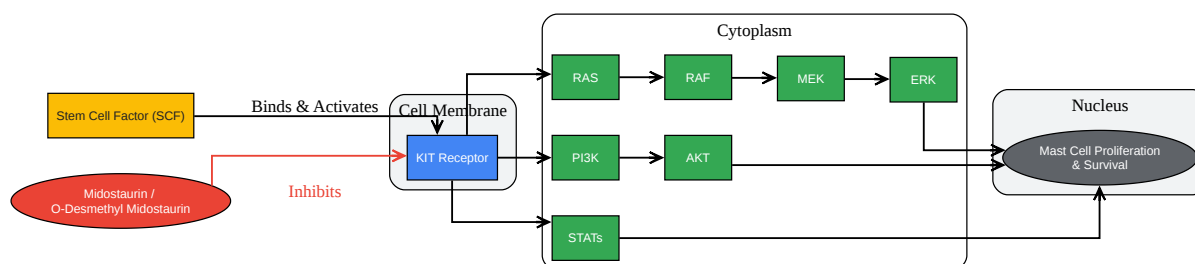 Cytoplasm
RAS
RAF
MEK
ERK
Stem Cell Factor (SCF)
Binds & Activates
Cell Membrane
Nucleus
KIT Receptor
PI3K
AKT
Mast Cell Proliferation
& Survival
Midostaurin /
O-Desmethyl Midostaurin
Inhibits
STATs